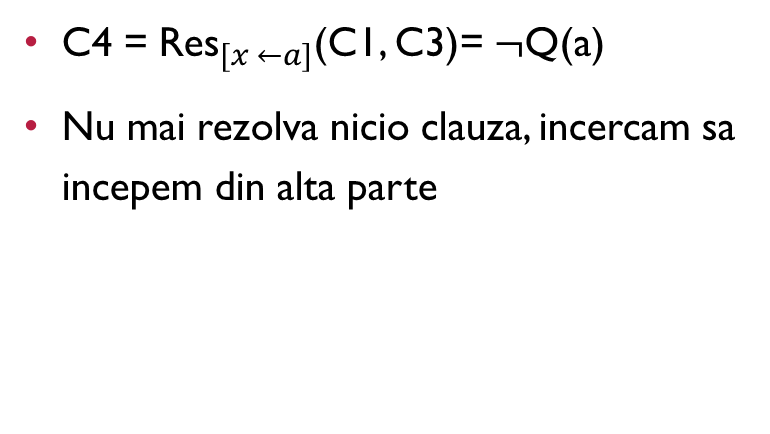 • C4 = Res[𝑥 ←𝑎](C1, C3)= ¬Q(a)
• Nu mai rezolva nicio clauza, incercam sa
incepem din alta parte